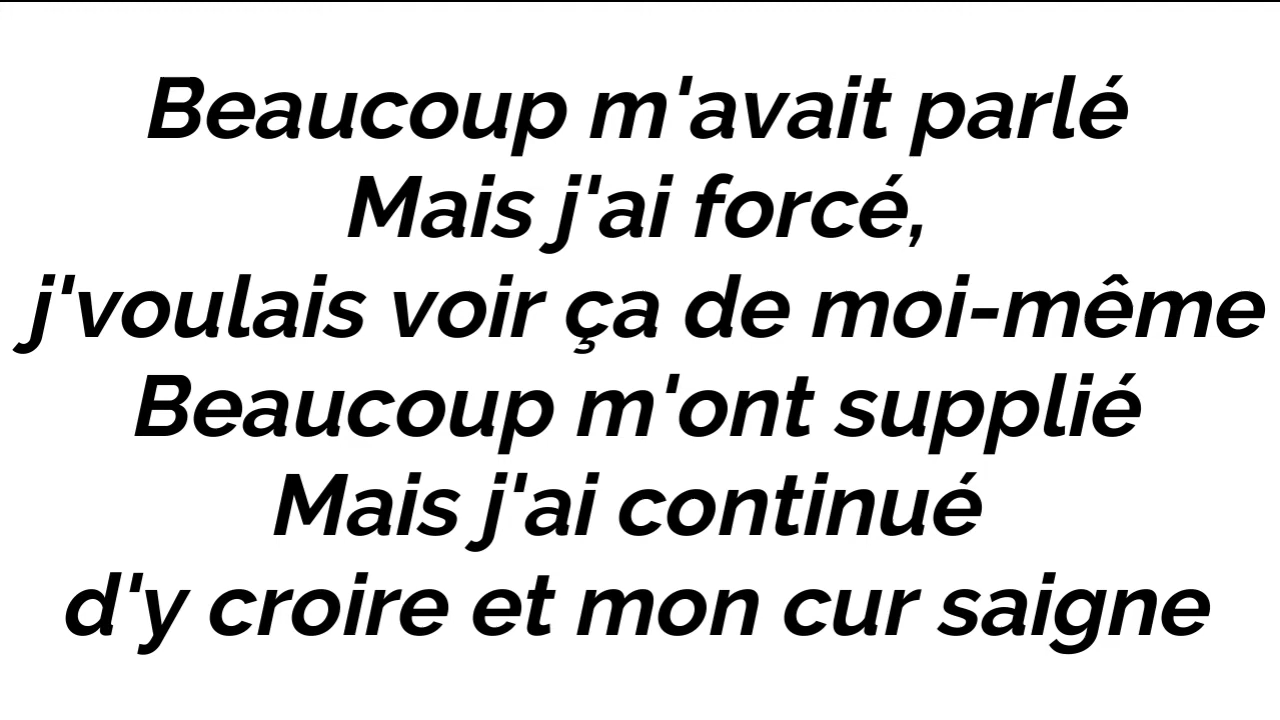 Beaucoup m'avait parlé
Mais j'ai forcé,
j'voulais voir ça de moi-même
Beaucoup m'ont supplié
Mais j'ai continué
d'y croire et mon cur saigne